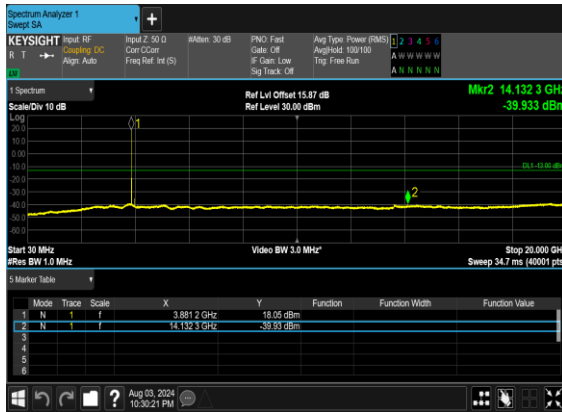 Spectrum Analyzer 1
Swept SA
+
KEYSIGHT Input: RF Input Z: 50 Ω #Atten: 30 dB PNO: Fast Avg Type: Power (RMS) 1 2 3 4 5 6
R T Coupling: DC Corr CCorr Gate: Off Avg|Hold: 100/100 A W W W W W
Align: Auto Freq Ref: Int (S) IF Gain: Low Trig: Free Run
LXI Sig Track: Off A N N N N N
1 Spectrum Ref Lvl Offset 15.87 dB Mkr2 14.132 3 GHz
Scale/Div 10 dB Ref Level 30.00 dBm -39.933 dBm
Log
20.0
1
10.0
0.00
-10.0
DL1 -13.00 dBm
-20.0
-30.0
2
-40.0
-50.0
-60.0
Start 30 MHz Video BW 3.0 MHz* Stop 20.000 GH
#Res BW 1.0 MHz Sweep 34.7 ms (40001 pts
5 Marker Table
Mode Trace Scale X Y Function Function Width Function Value
1 N 1 f 3.881 2 GHz 18.05 dBm
2 N 1 f 14.132 3 GHz -39.93 dBm
3
4
5
6
? Aug 03, 2024
10:30:21 PM